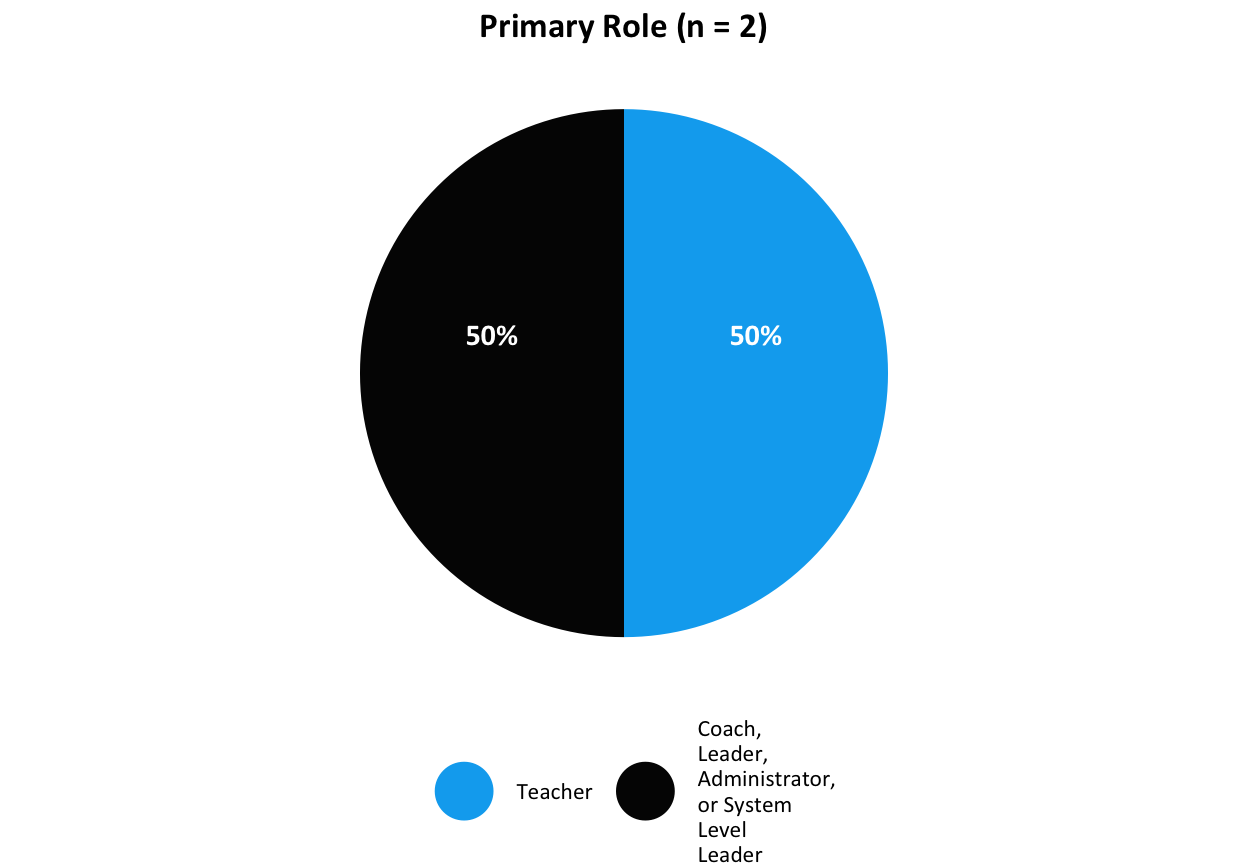 Primary Role (n = 2)
50%
50%
Teacher
Coach,
Leader,
Administrator,
or System
Level
Leader